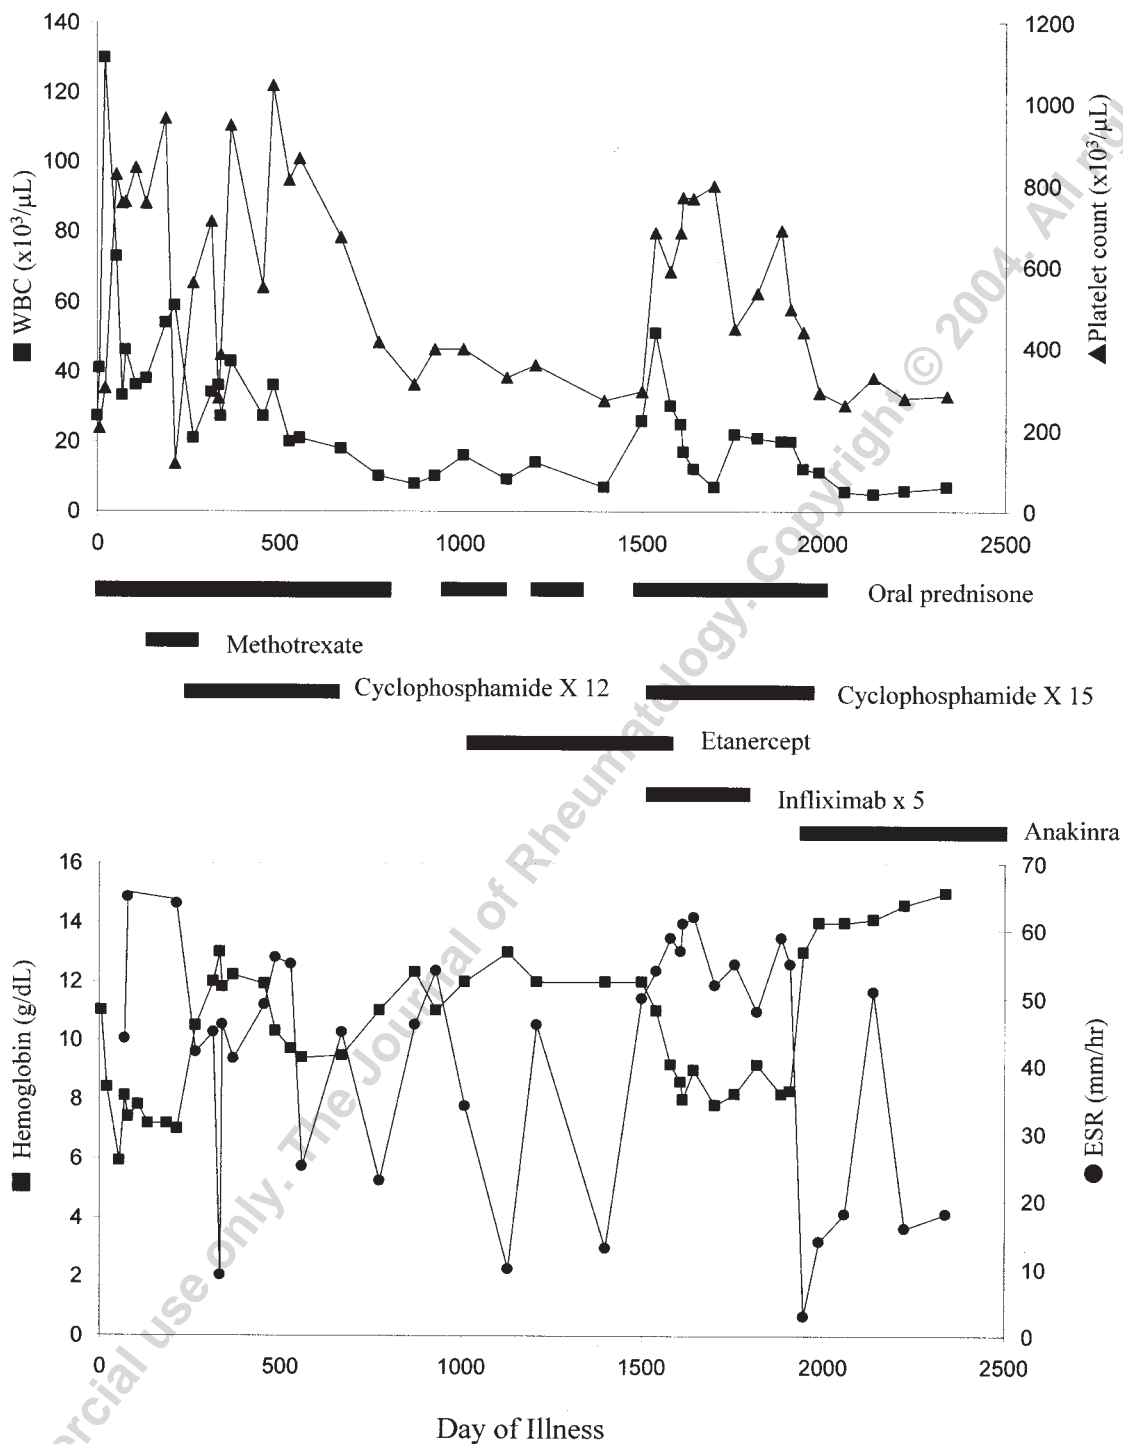 140
120
100
80
60
40
20
0
■ WBC (x10³/µL)
1200
1000
800
600
400
200
0
▲Platelet count (x10³/µL)
0 500 1000 1500 2000 2500
Oral prednisone
Methotrexate
Cyclophosphamide X 12
Cyclophosphamide X 15
Etanercept
Infliximab x 5
Anakinra
16
14
12
10
8
6
4
2
0
■ Hemoglobin (g/dL)
70
60
50
40
30
20
10
0
● ESR (mm/hr)
0 500 1000 1500 2000 2500
Day of Illness
ercial use only. The Journal of Rheumatology. Copyright © 2004. All rig